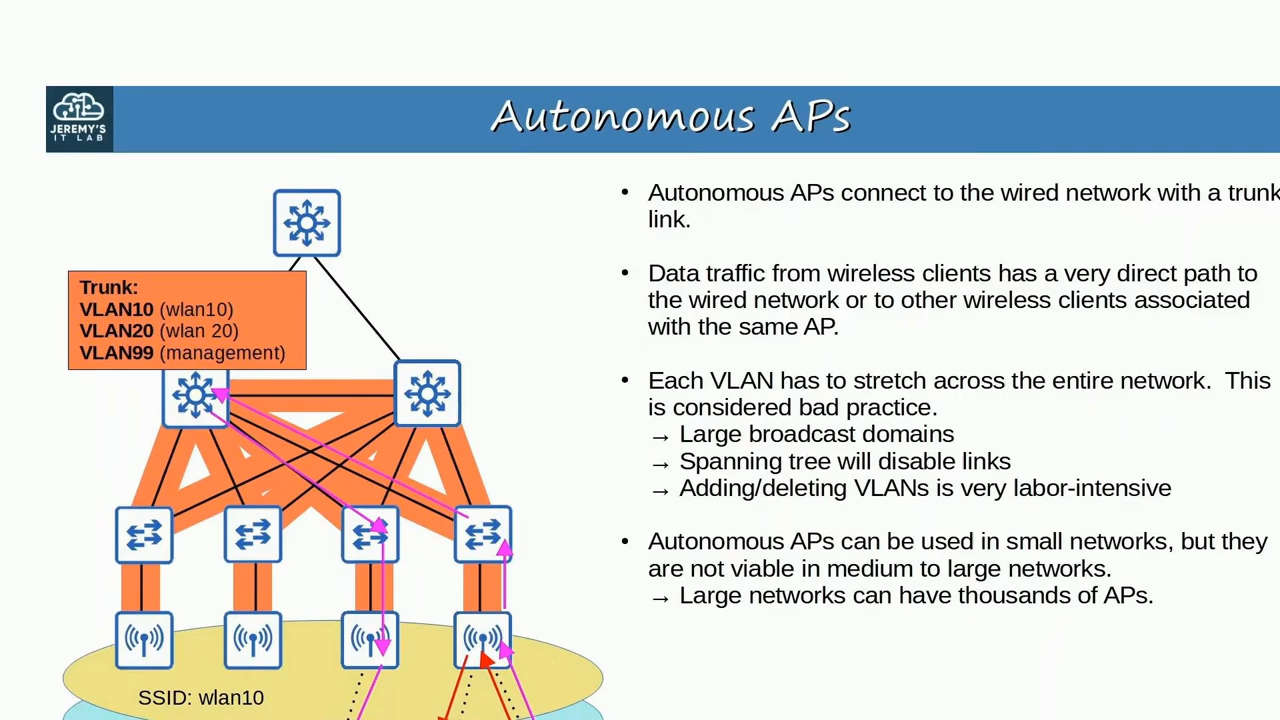 JEREMY'S
IT LAB
Autonomous APs
Trunk:
VLAN10 (wlan10)
VLAN20 (wlan 20)
VLAN99 (management)
SSID: wlan10
• Autonomous APs connect to the wired network with a trunk
link.
• Data traffic from wireless clients has a very direct path to
the wired network or to other wireless clients associated
with the same AP.
• Each VLAN has to stretch across the entire network.  This
is considered bad practice.
→ Large broadcast domains
→ Spanning tree will disable links
→ Adding/deleting VLANs is very labor-intensive
• Autonomous APs can be used in small networks, but they
are not viable in medium to large networks.
→ Large networks can have thousands of APs.